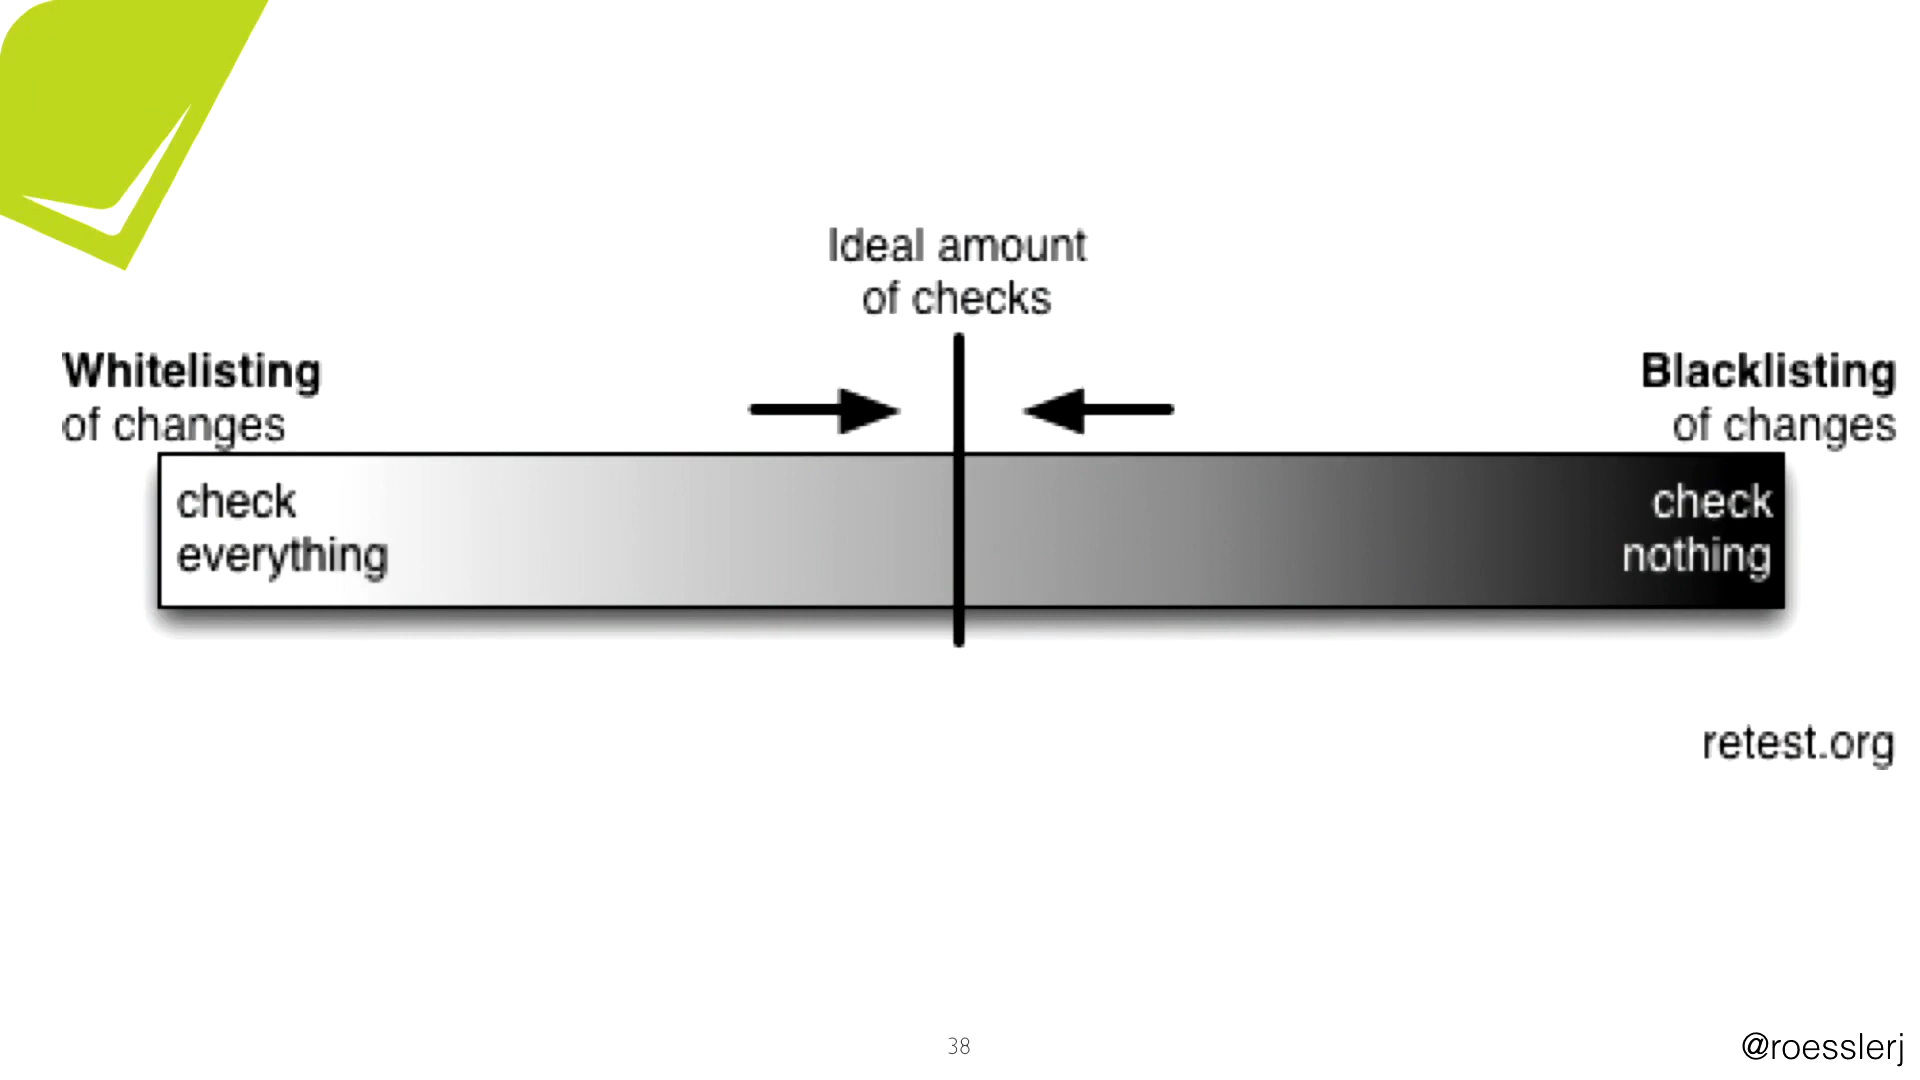 Ideal amount
of checks
Whitelisting
of changes
Blacklisting
of changes
check
everything
check
nothing
retest.org
38
@roesslerj